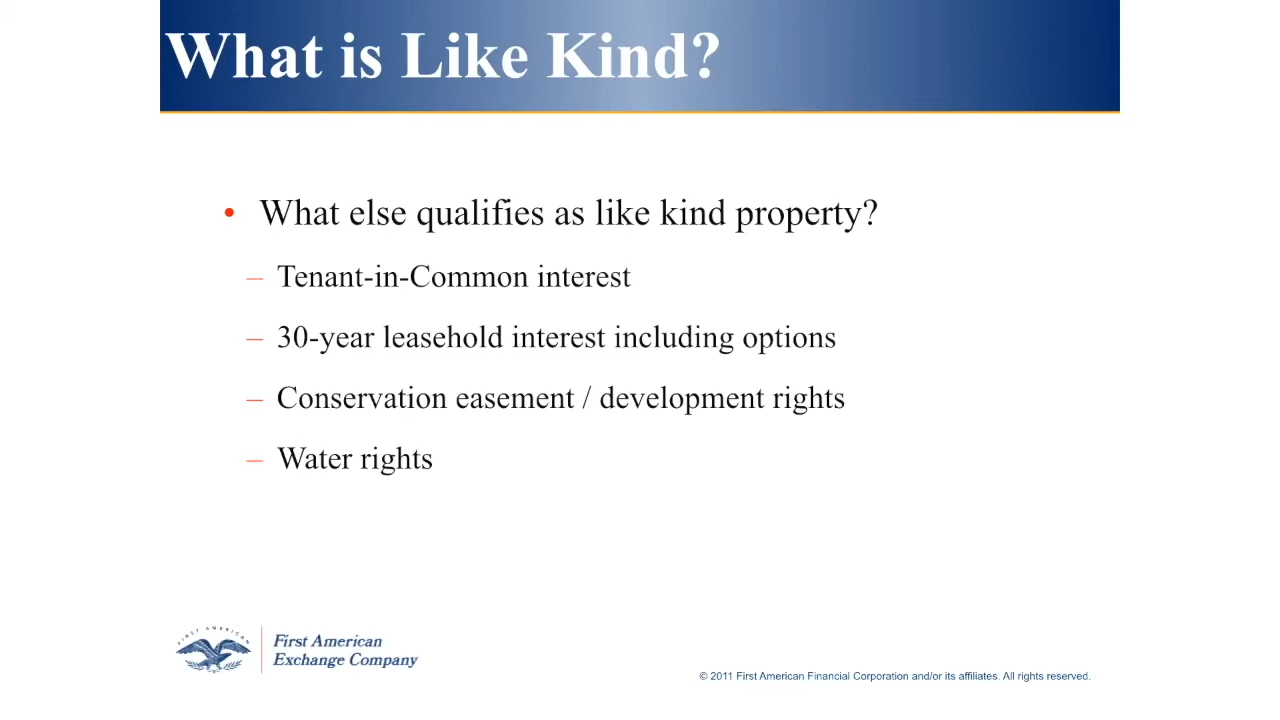 What is Like Kind?
• What else qualifies as like kind property?
– Tenant-in-Common interest
– 30-year leasehold interest including options
– Conservation easement / development rights
– Water rights
FIRST AMERICAN
First American
Exchange Company
© 2011 First American Financial Corporation and/or its affiliates. All rights reserved.